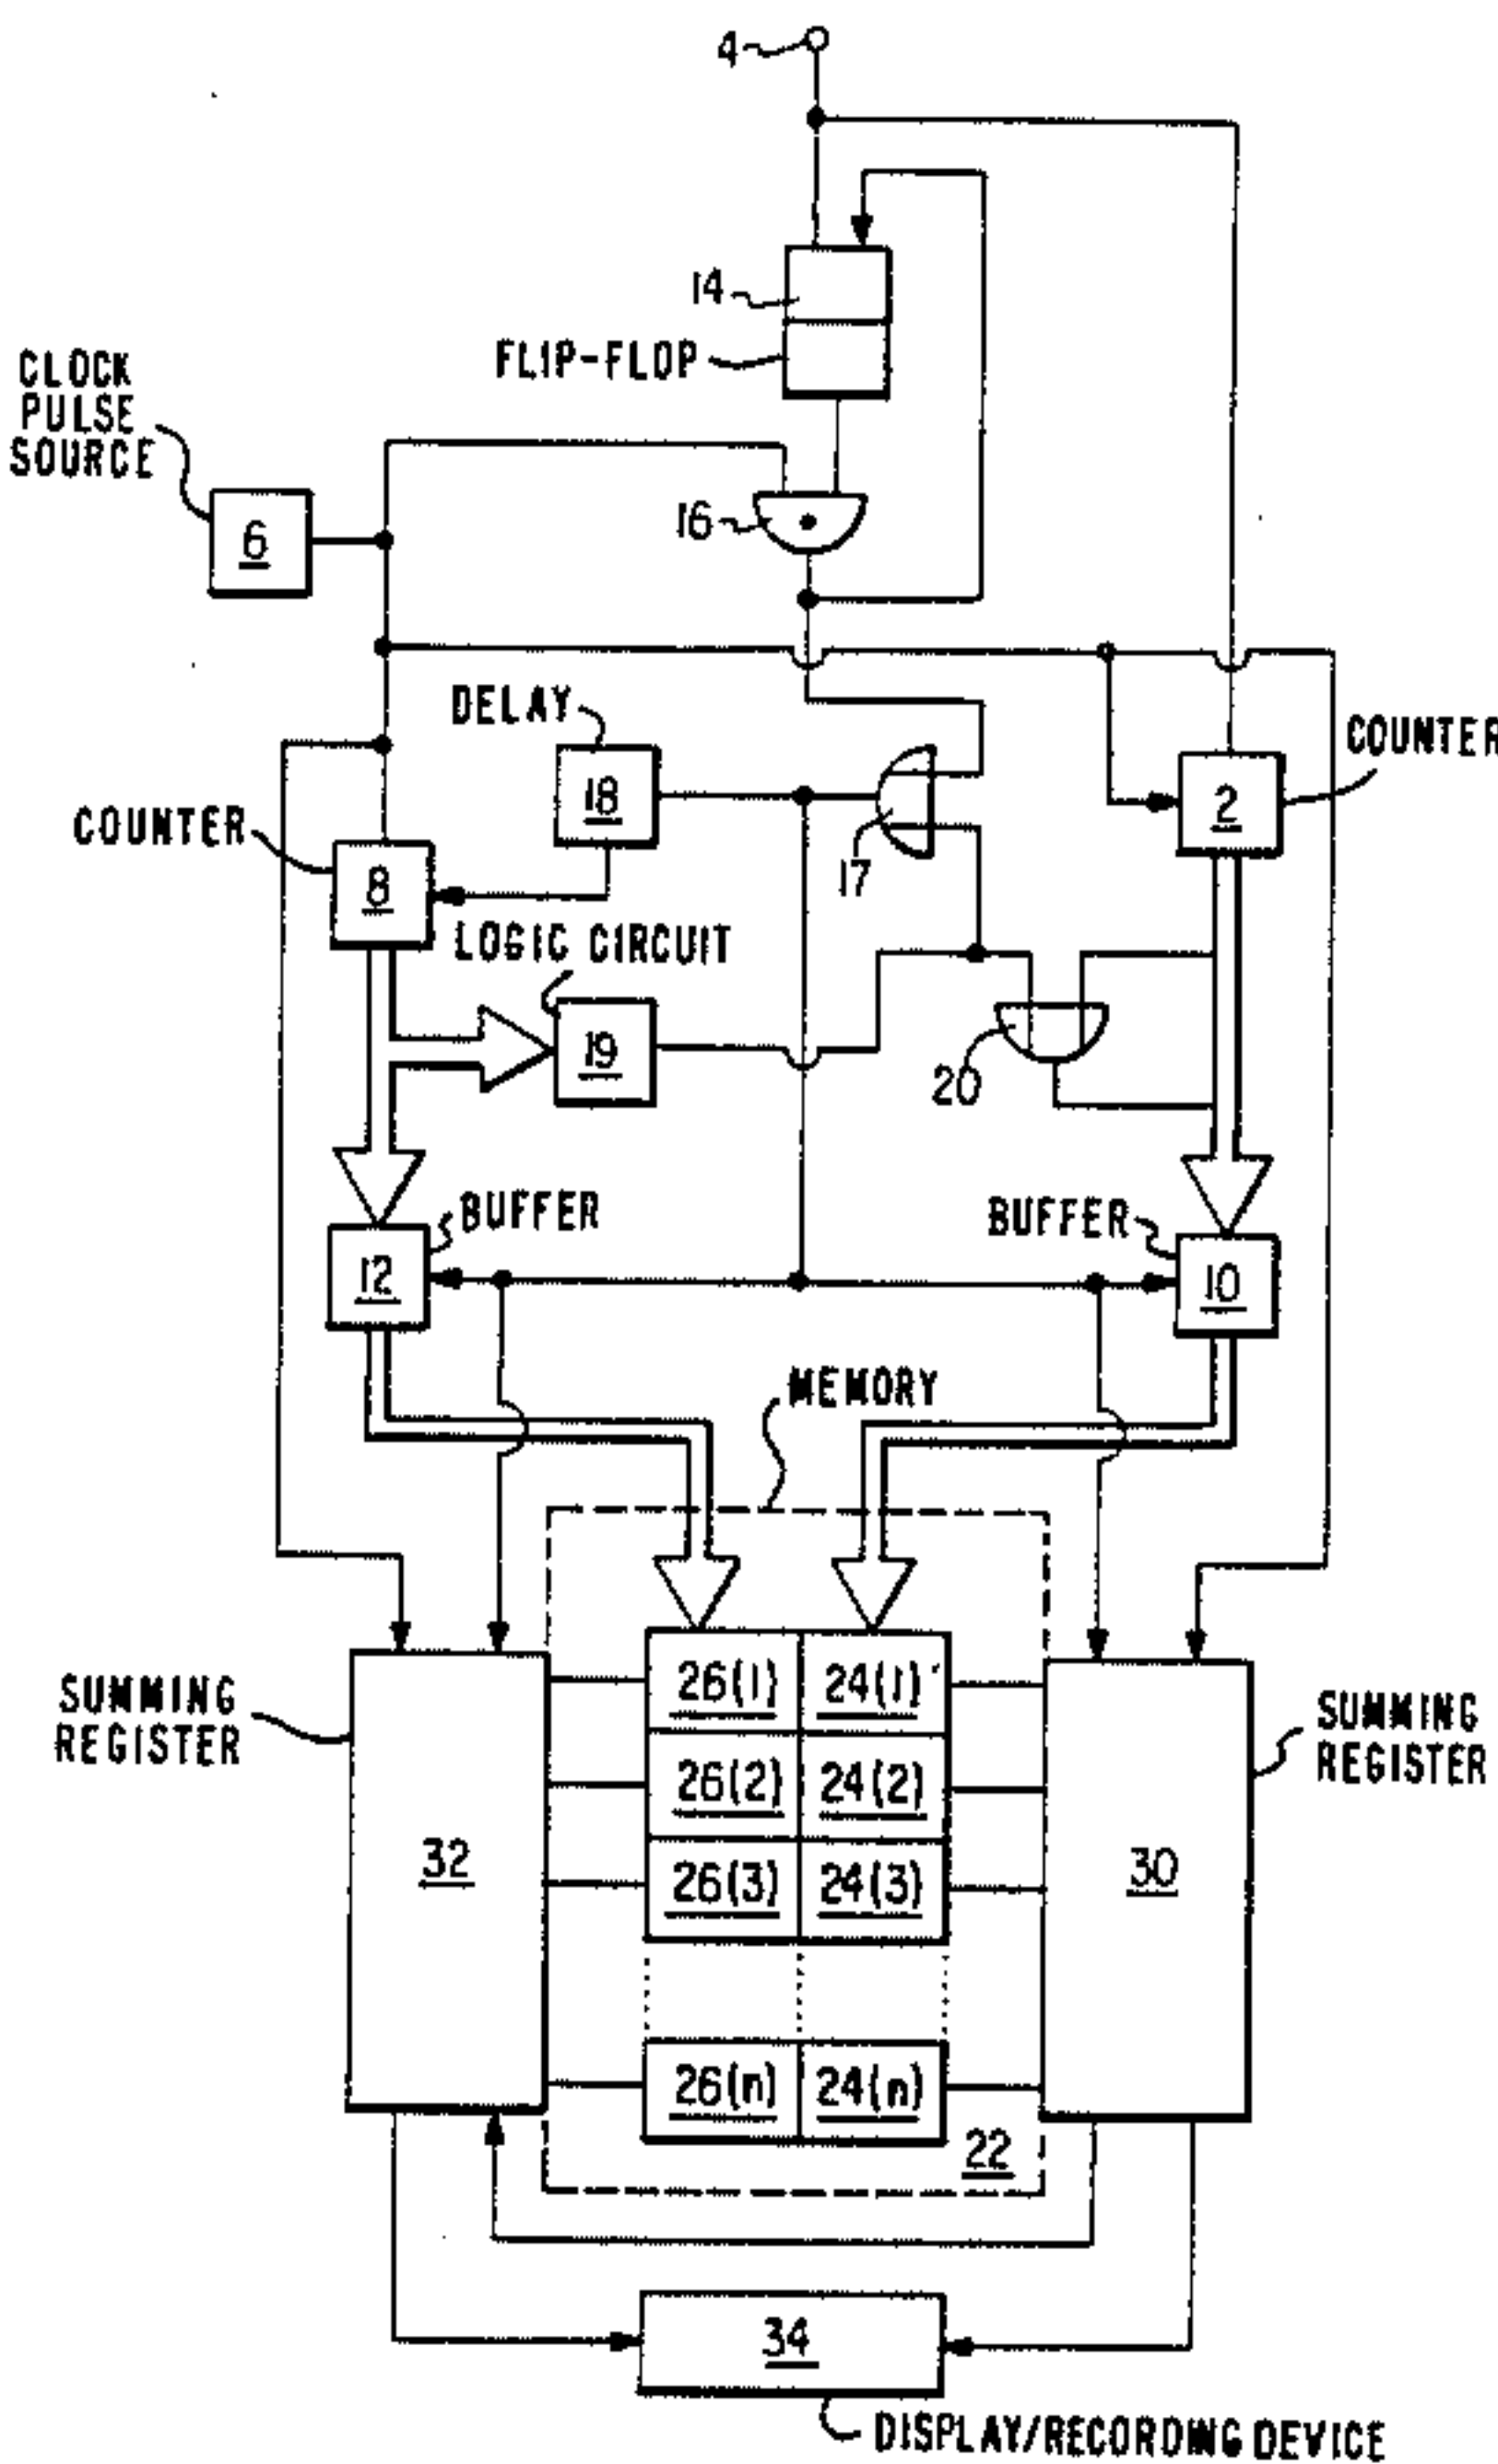 4
14
FLIP-FLOP
CLOCK
PULSE
SOURCE
6
16
DELAY
18
17
COUNTER
2
COUNTER
8
LOGIC CIRCUIT
19
20
BUFFER
12
BUFFER
10
MEMORY
26(1) 24(1)
26(2) 24(2)
26(3) 24(3)
26(n) 24(n)
22
SUMMING
REGISTER
32
30
SUMMING
REGISTER
34
DISPLAY/RECORDING DEVICE